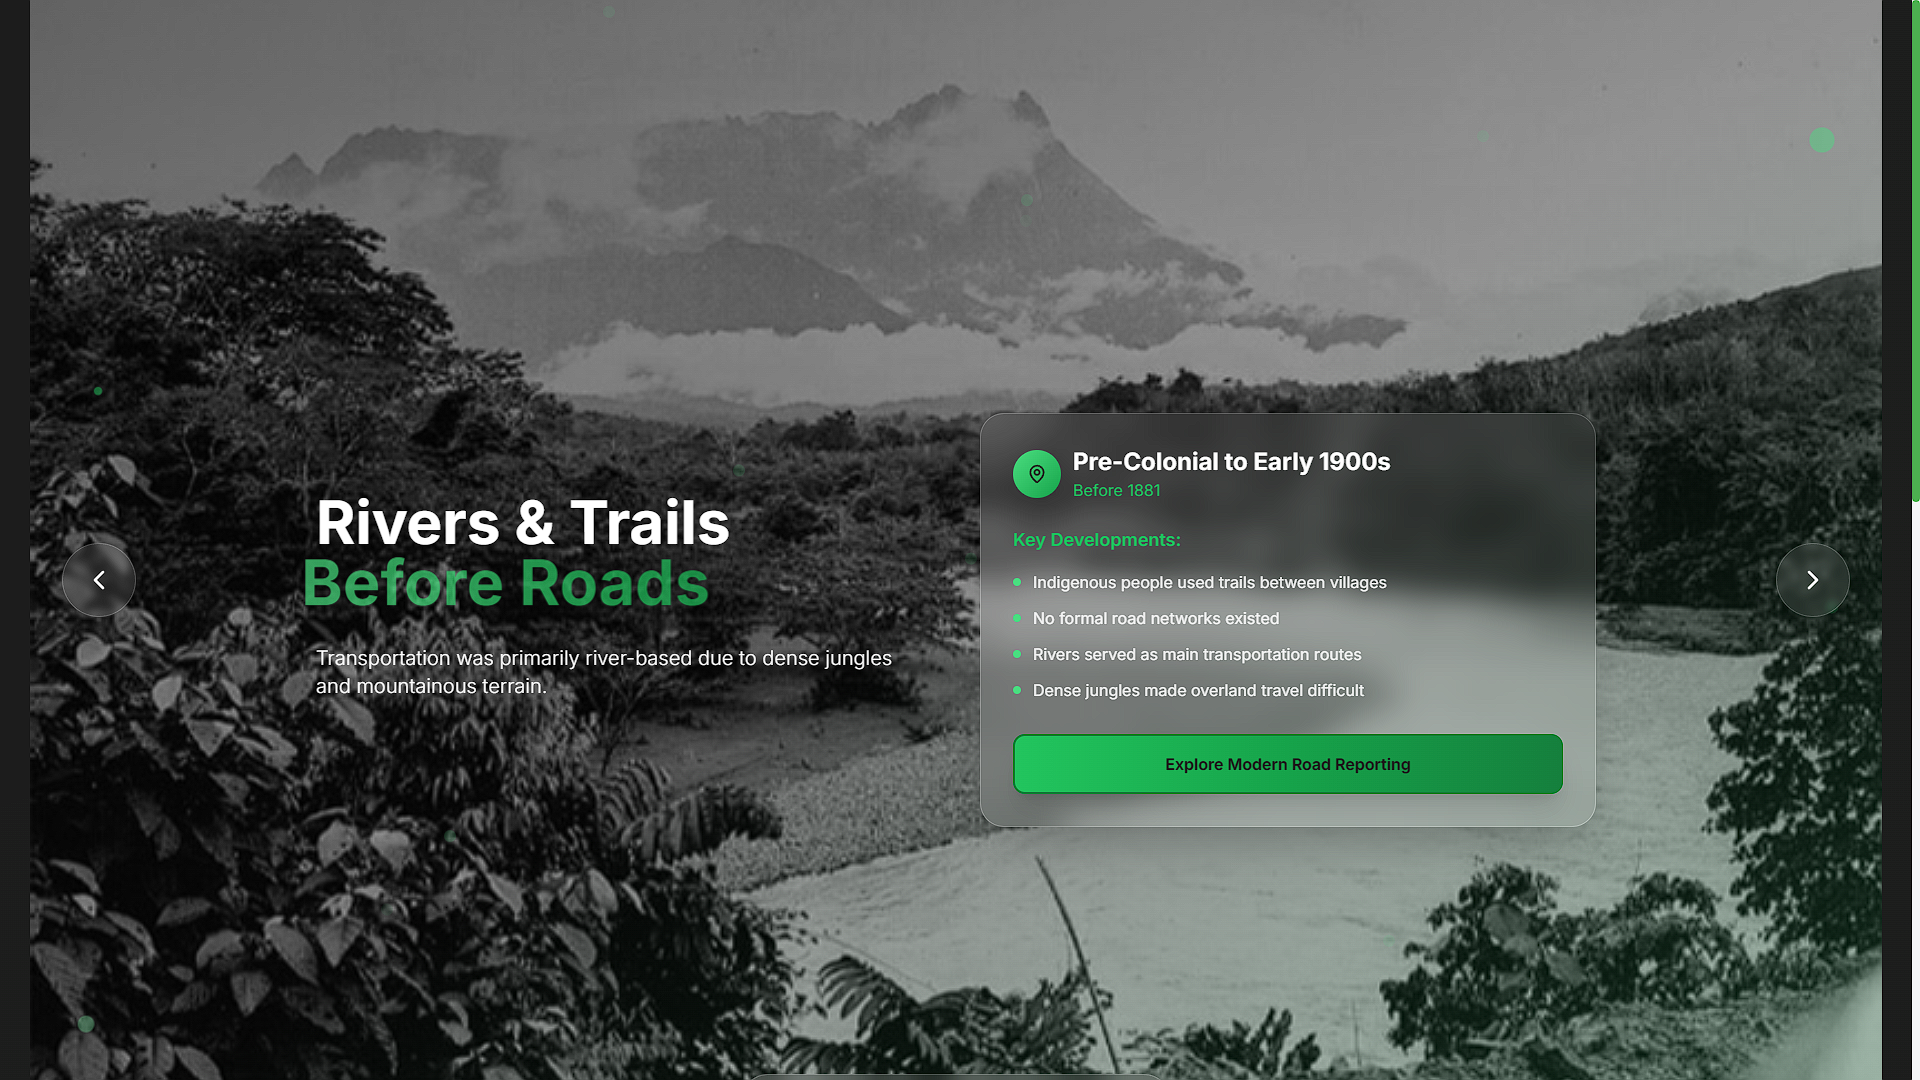 Rivers & Trails
Before Roads
Transportation was primarily river-based due to dense jungles
and mountainous terrain.
Pre-Colonial to Early 1900s
Before 1881
Key Developments:
Indigenous people used trails between villages
No formal road networks existed
Rivers served as main transportation routes
Dense jungles made overland travel difficult
Explore Modern Road Reporting